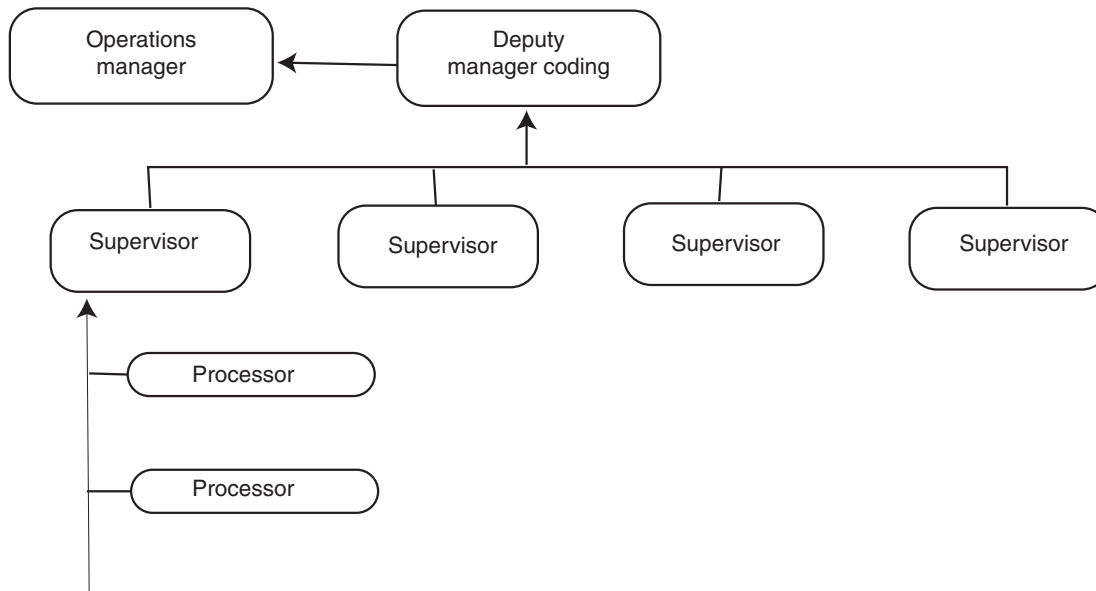 Operations
manager
Deputy
manager coding
Supervisor
Supervisor
Supervisor
Supervisor
Processor
Processor